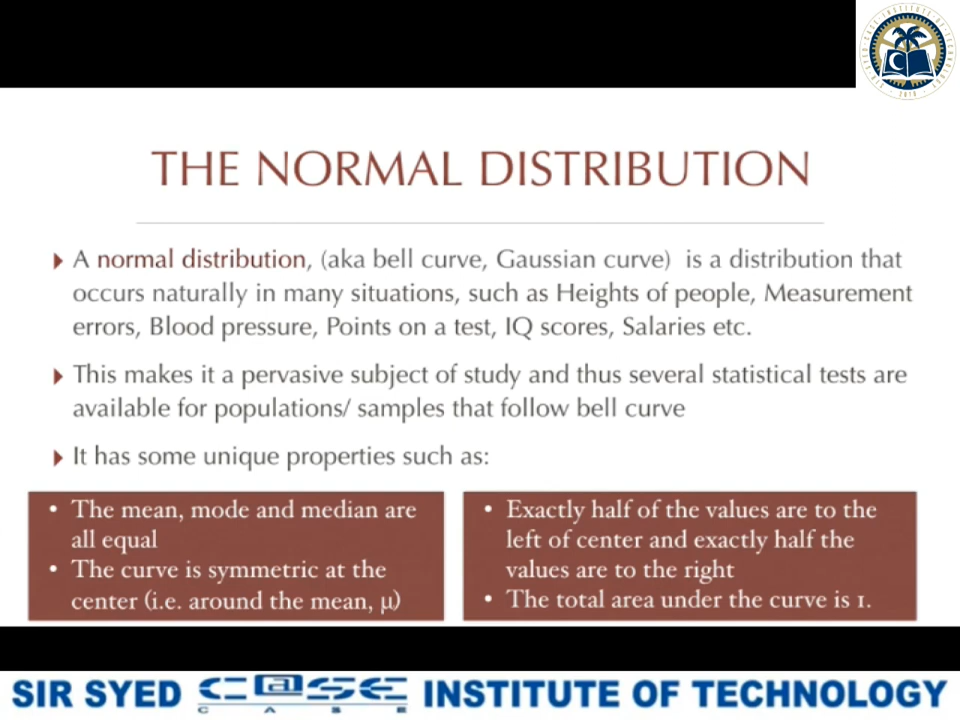 THE NORMAL DISTRIBUTION
A normal distribution, (aka bell curve, Gaussian curve) is a distribution that
occurs naturally in many situations, such as Heights of people, Measurement
errors, Blood pressure, Points on a test, IQ scores, Salaries etc.
This makes it a pervasive subject of study and thus several statistical tests are
available for populations/ samples that follow bell curve
It has some unique properties such as:
• The mean, mode and median are
all equal
• The curve is symmetric at the
center (i.e. around the mean, μ)
• Exactly half of the values are to the
left of center and exactly half the
values are to the right
• The total area under the curve is 1.
SIR SYED C@SE INSTITUTE OF TECHNOLOGY
C A S E